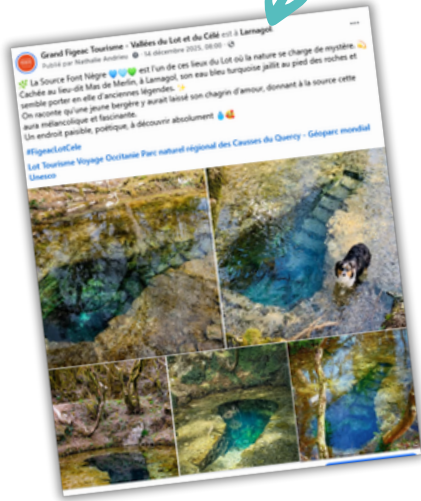 Grand Figeac Tourisme - Vallées du Lot et du Célé est à Larnagol.
Publié par Nathalie Andrieu · 14 décembre 2025, 08:00
🌿 La Source Font Nègre 💙🩵💚 est l'un de ces lieux du Lot où la nature se charge de mystère. 💫
Cachée au lieu-dit Mas de Merlin, à Larnagol, son eau bleu turquoise jaillit au pied des roches et
semble porter en elle d'anciennes légendes. ✨
On raconte qu'une jeune bergère y aurait laissé son chagrin d'amour, donnant à la source cette
aura mélancolique et fascinante.
Un endroit paisible, poétique, à découvrir absolument 💧🥰
#FigeacLotCele
Lot Tourisme Voyage Occitanie Parc naturel régional des Causses du Quercy - Géoparc mondial
Unesco